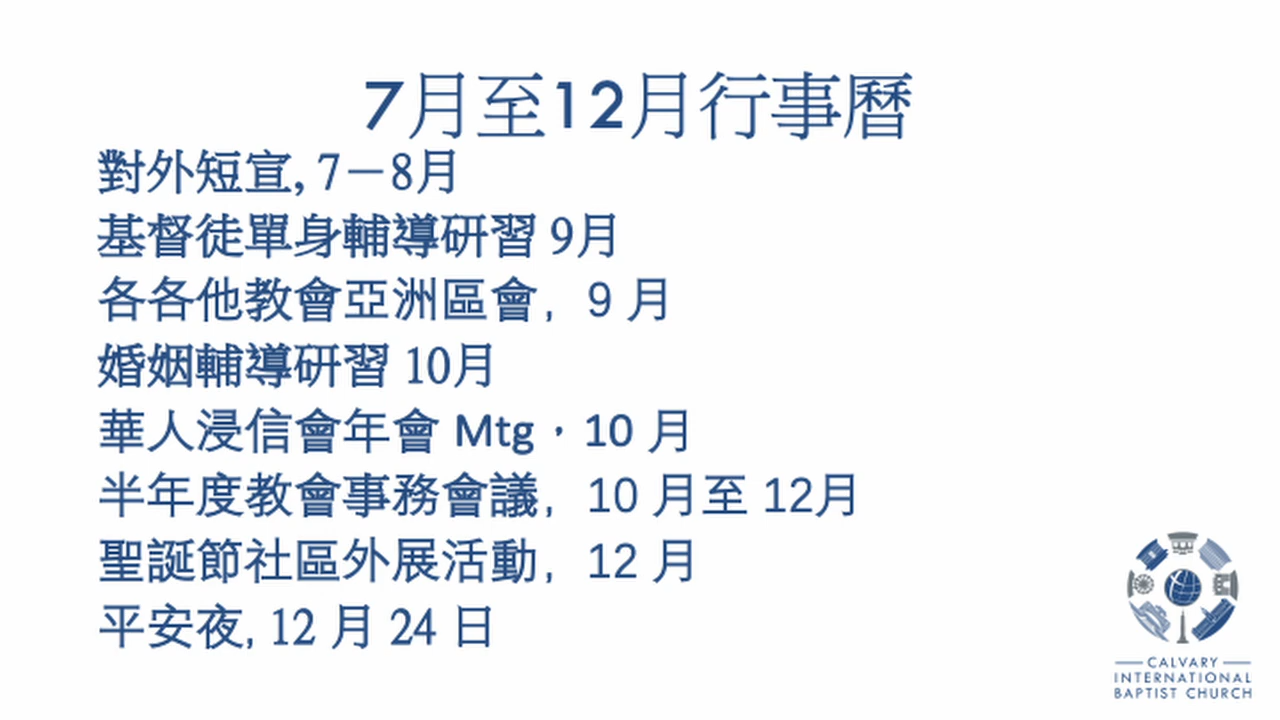 7月至12月行事曆
對外短宣, 7－8月
基督徒單身輔導研習 9月
各各他教會亞洲區會，9 月
婚姻輔導研習 10月
華人浸信會年會 Mtg，10 月
半年度教會事務會議，10 月至 12月
聖誕節社區外展活動，12 月
平安夜, 12 月 24 日
CALVARY
INTERNATIONAL
BAPTIST CHURCH